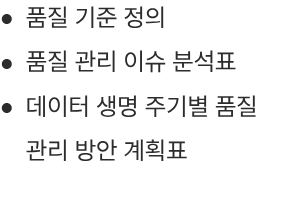 • 품질 기준 정의
• 품질 관리 이슈 분석표
• 데이터 생명 주기별 품질
관리 방안 계획표